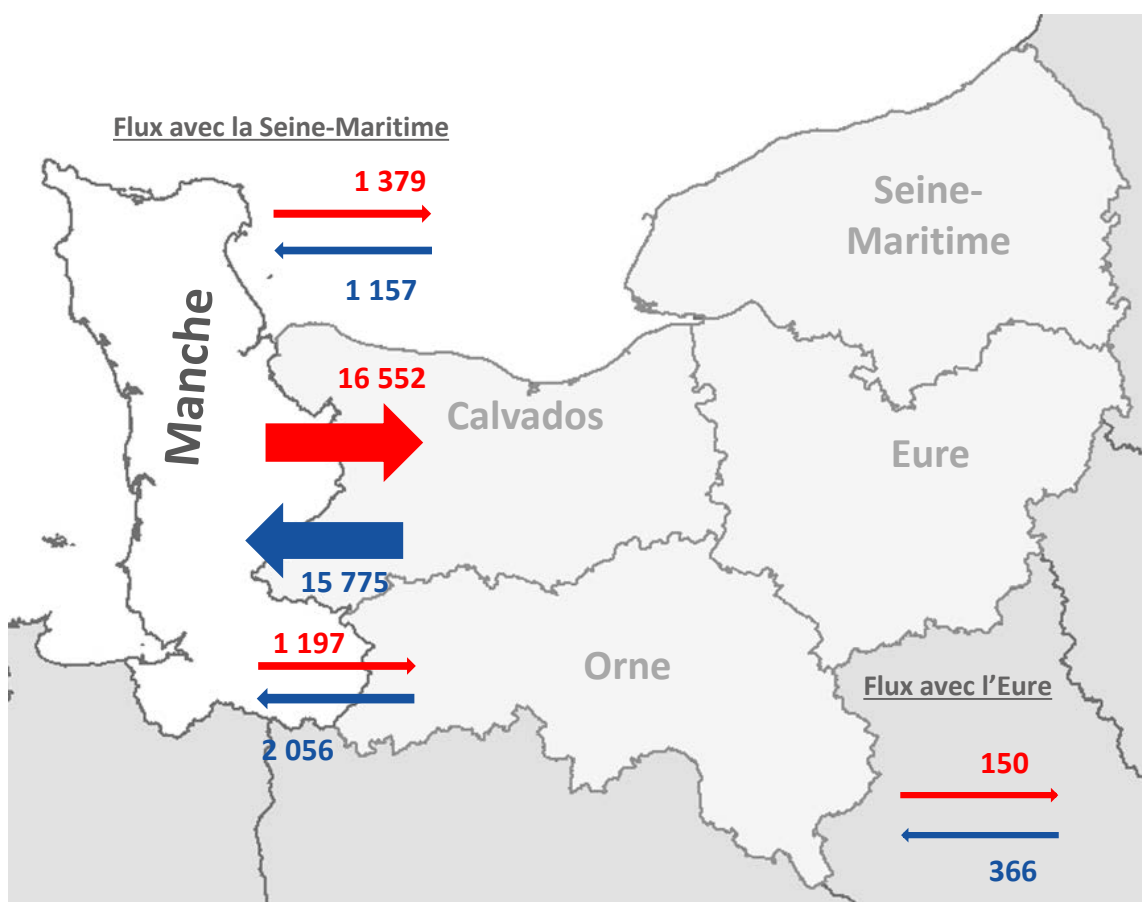 Flux avec la Seine-Maritime
1 379
1 157
Seine-
Maritime
Manche
16 552
Calvados
Eure
15 775
1 197
Orne
2 056
Flux avec l’Eure
150
366